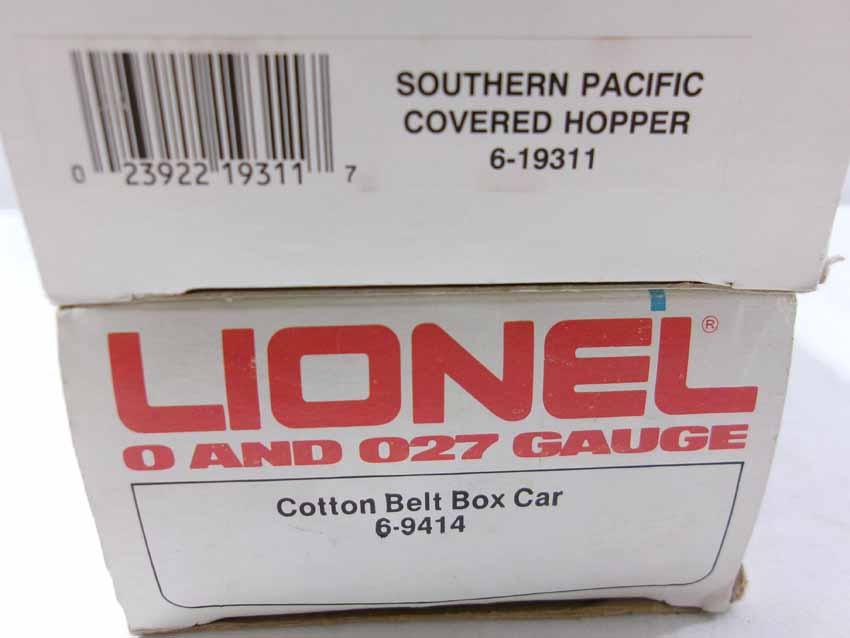 SOUTHERN PACIFIC
COVERED HOPPER
6-19311
0 23922 19311 7
LIONEL®
O AND O27 GAUGE
Cotton Belt Box Car
6-9414